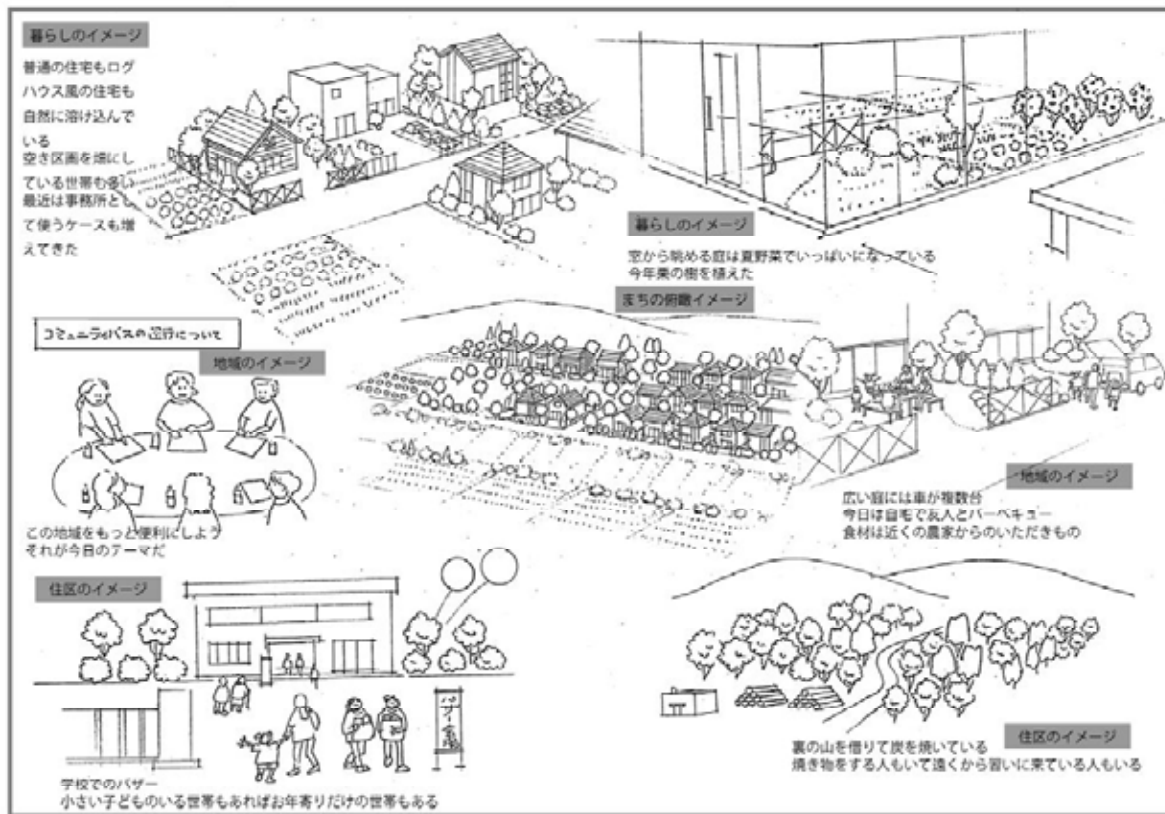 暮らしのイメージ
普通の住宅もログ
ハウス風の住宅も
自然に溶け込んで
いる
空き区画を畑にし
ている世帯も多い
最近は事務所とし
て使うケースも増
えてきた
暮らしのイメージ
窓から眺める庭は夏野菜でいっぱいになっている
今年栗の樹を植えた
まちの俯瞰イメージ
コミュニティバスの運行について
地域のイメージ
この地域をもっと便利にしよう
それが今日のテーマだ
地域のイメージ
広い庭には車が複数台
今日は自宅で友人とバーベキュー
食材は近くの農家からのいただきもの
住区のイメージ
バザー会場
学校でのバザー
小さい子どものいる世帯もあればお年寄りだけの世帯もある
裏の山を借りて炭を焼いている
焼き物をする人もいて遠くから習いに来ている人もいる
住区のイメージ